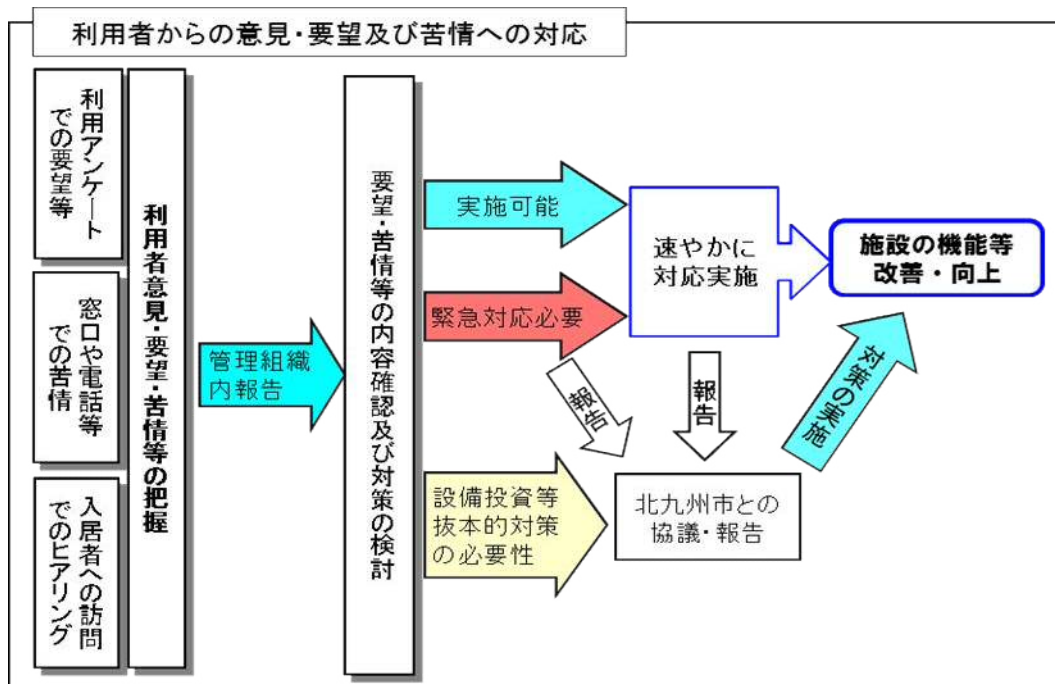 利用者からの意見・要望及び苦情への対応
利用アンケート
での要望等
窓口や電話等
での苦情
入居者への訪問
でのヒアリング
利用者意見・要望・苦情等の把握
管理組織
内報告
要望・苦情等の内容確認及び対策の検討
実施可能
緊急対応必要
設備投資等
抜本的対策
の必要性
速やかに
対応実施
報告
報告
北九州市との
協議・報告
対策の実施
施設の機能等
改善・向上